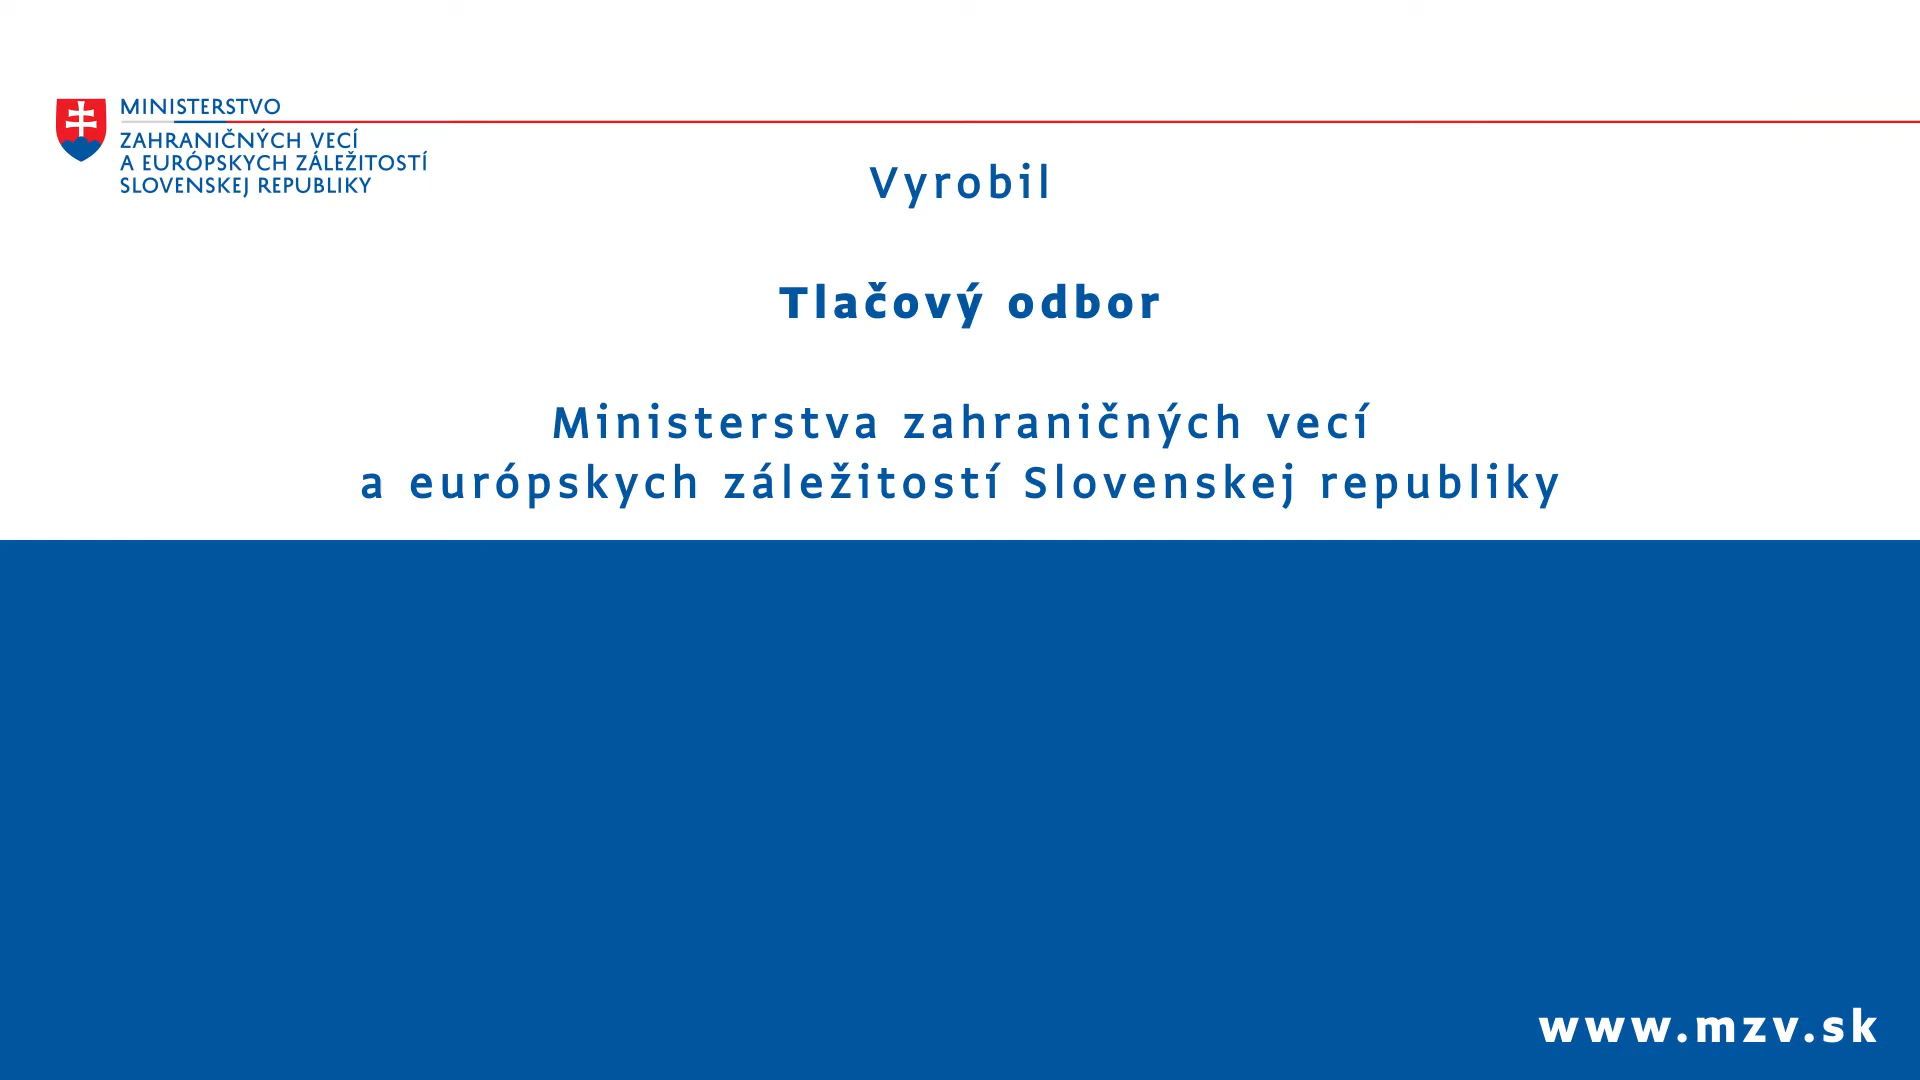 MINISTERSTVO
ZAHRANIČNÝCH VECÍ
A EURÓPSKYCH ZÁLEŽITOSTÍ
SLOVENSKEJ REPUBLIKY
Vyrobil
Tlačový odbor
Ministerstva zahraničných vecí
a európskych záležitostí Slovenskej republiky
www.mzv.sk